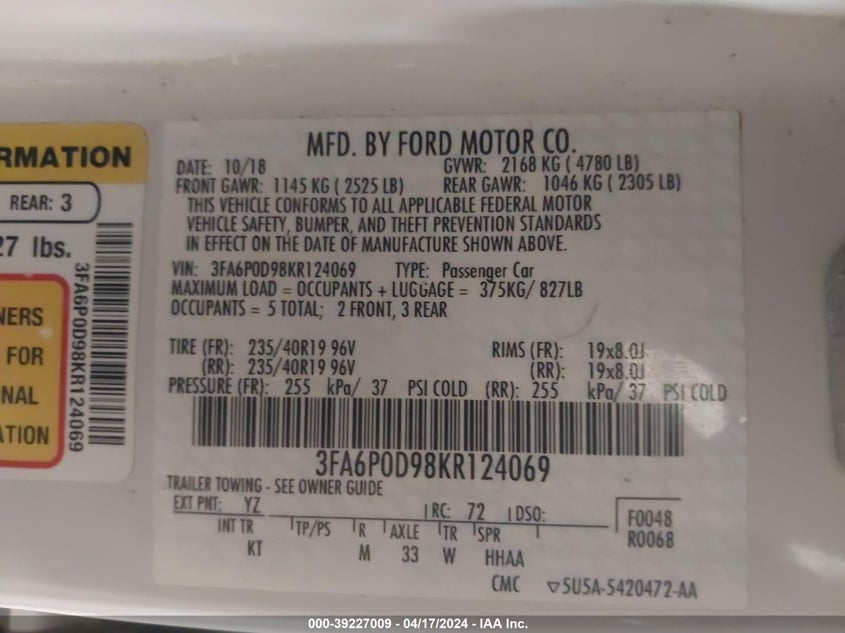 RMATION
REAR: 3
27 lbs.
3FA6P0D98KR124069
NERS
FOR
NAL
ATION
MFD. BY FORD MOTOR CO.
DATE: 10/18 GVWR: 2168 KG ( 4780 LB)
FRONT GAWR: 1145 KG ( 2525 LB) REAR GAWR: 1046 KG ( 2305 LB)
THIS VEHICLE CONFORMS TO ALL APPLICABLE FEDERAL MOTOR
VEHICLE SAFETY, BUMPER, AND THEFT PREVENTION STANDARDS
IN EFFECT ON THE DATE OF MANUFACTURE SHOWN ABOVE.
VIN: 3FA6P0D98KR124069 TYPE: Passenger Car
MAXIMUM LOAD = OCCUPANTS + LUGGAGE = 375KG/ 827LB
OCCUPANTS = 5 TOTAL; 2 FRONT, 3 REAR
TIRE (FR): 235/40R19 96V RIMS (FR): 19x8.0J
(RR): 235/40R19 96V (RR): 19x8.0J
PRESSURE (FR): 255 kPa/ 37 PSI COLD (RR): 255 kPa/ 37 PSI COLD
3FA6P0D98KR124069
TRAILER TOWING - SEE OWNER GUIDE
EXT PNT: YZ RC: 72 DSO: F0048
INT TR TP/PS R AXLE TR SPR R0068
KT M 33 W HHAA
CMC ▽5U5A-5420472-AA
000-39227009 - 04/17/2024 - IAA Inc.